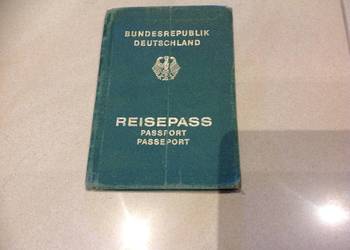 BUNDESREPUBLIK
DEUTSCHLAND
REISEPASS
PASSPORT
PASSEPORT